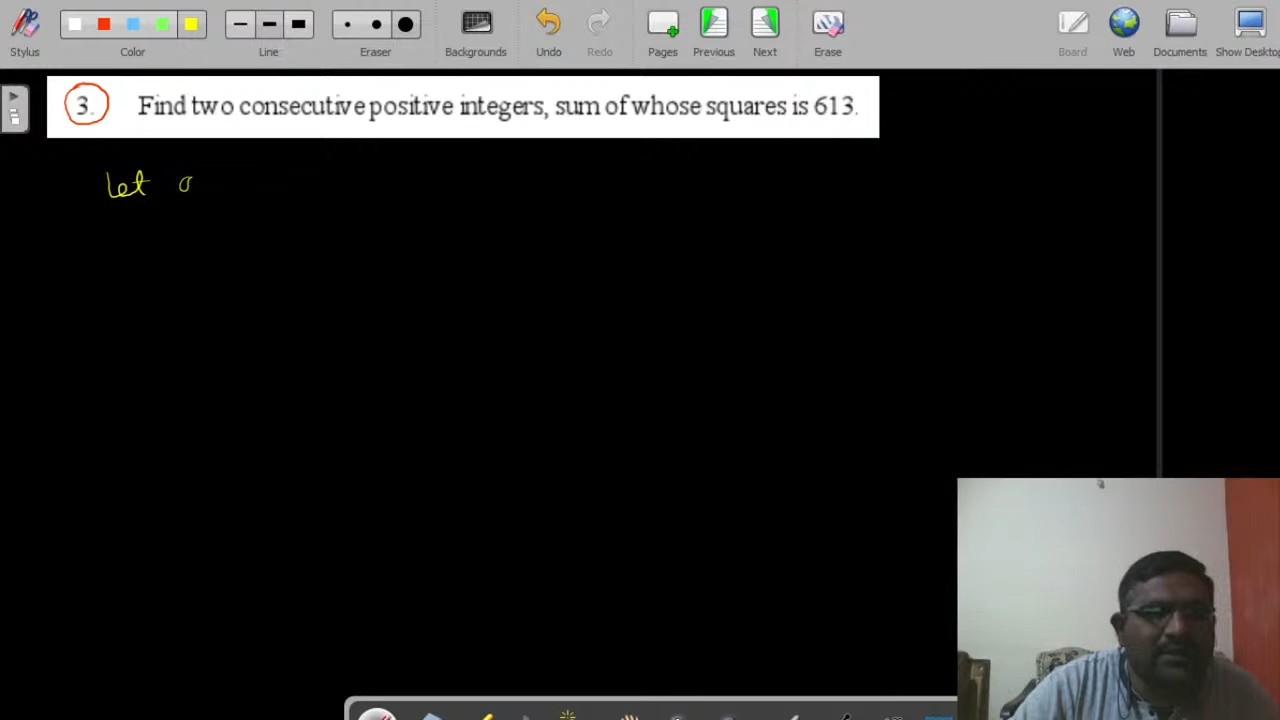 Stylus
Color
Line
Eraser
Backgrounds
Undo
Redo
Pages
Previous
Next
Erase
Board
Web
Documents
Show Desktop
3. Find two consecutive positive integers, sum of whose squares is 613.
Let